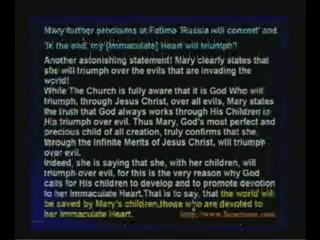 Mary further proclaims at Fatima 'Russia will convert' and
'In the end, my [Immaculate] Heart will triumph'!
Another astonishing statement! Mary clearly states that
she will triumph over the evils that are invading the
world!
While The Church is fully aware that it is God Who will
triumph, through Jesus Christ, over all evils, Mary states
the truth that God always works through His Children in
His triumph over evil. Thus Mary, God's most perfect and
precious child of all creation, truly confirms that she,
through the Infinite Merits of Jesus Christ, will triumph
over evil.
Indeed, she is saying that she, with her children, will
triumph over evil, for this is the very reason why God
calls for His children to develop and to promote devotion
to her Immaculate Heart.That is to say, that the world will
be saved by Mary's children,those who are devoted to
her Immaculate Heart.